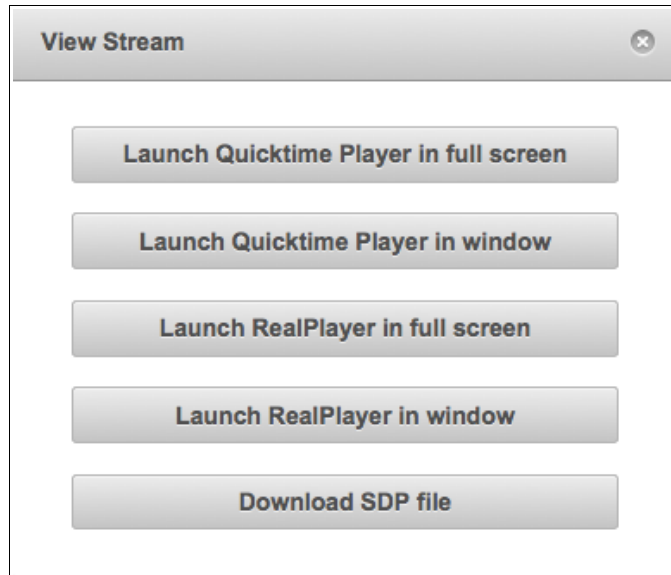 View Stream
Launch Quicktime Player in full screen
Launch Quicktime Player in window
Launch RealPlayer in full screen
Launch RealPlayer in window
Download SDP file